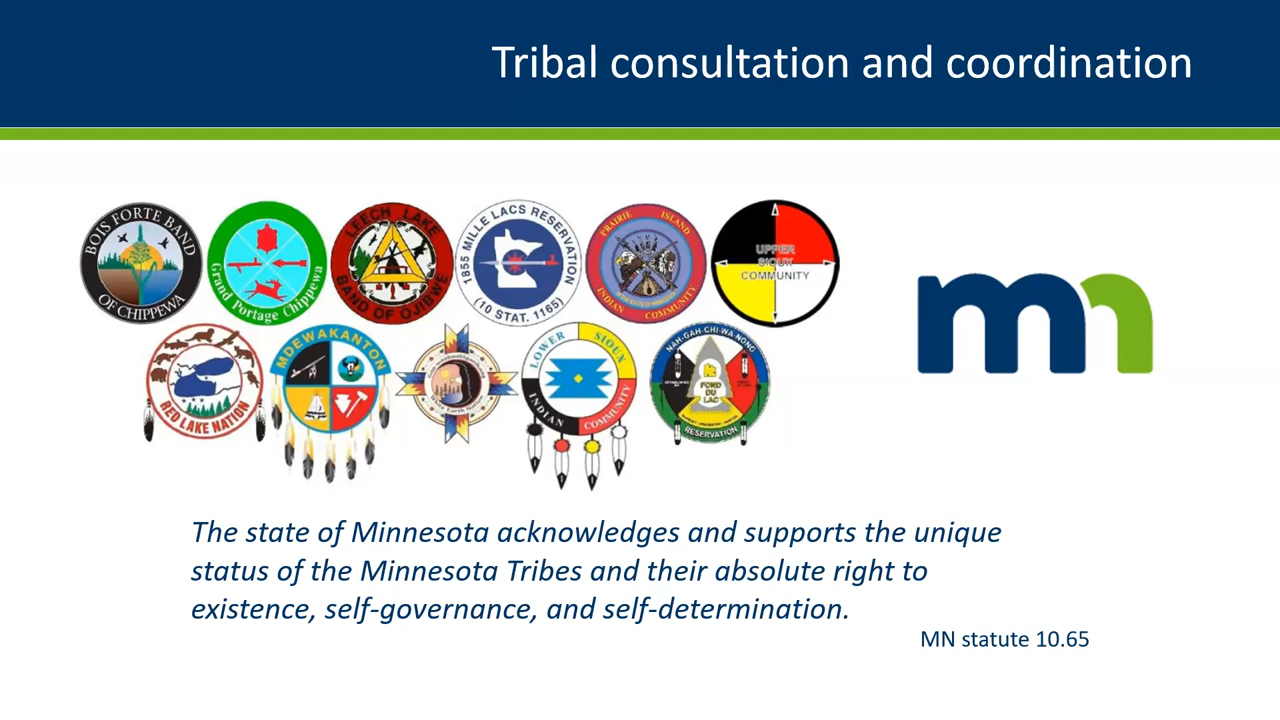 Tribal consultation and coordination
BOIS FORTE BAND
OF CHIPPEWA
Grand Portage Chippewa
LEECH LAKE
BAND OF OJIBWE
1855 MILLE LACS RESERVATION
(10 STAT. 1165)
PRAIRIE ISLAND
INDIAN COMMUNITY
UPPER
SIOUX
COMMUNITY
mn
RED LAKE NATION
MDEWAKANTON
White Earth Nation
LOWER SIOUX
INDIAN COMMUNITY
NAH-GAH-CHI-WA-NONG
FOND
DU
LAC
RESERVATION
The state of Minnesota acknowledges and supports the unique
status of the Minnesota Tribes and their absolute right to
existence, self-governance, and self-determination.
MN statute 10.65